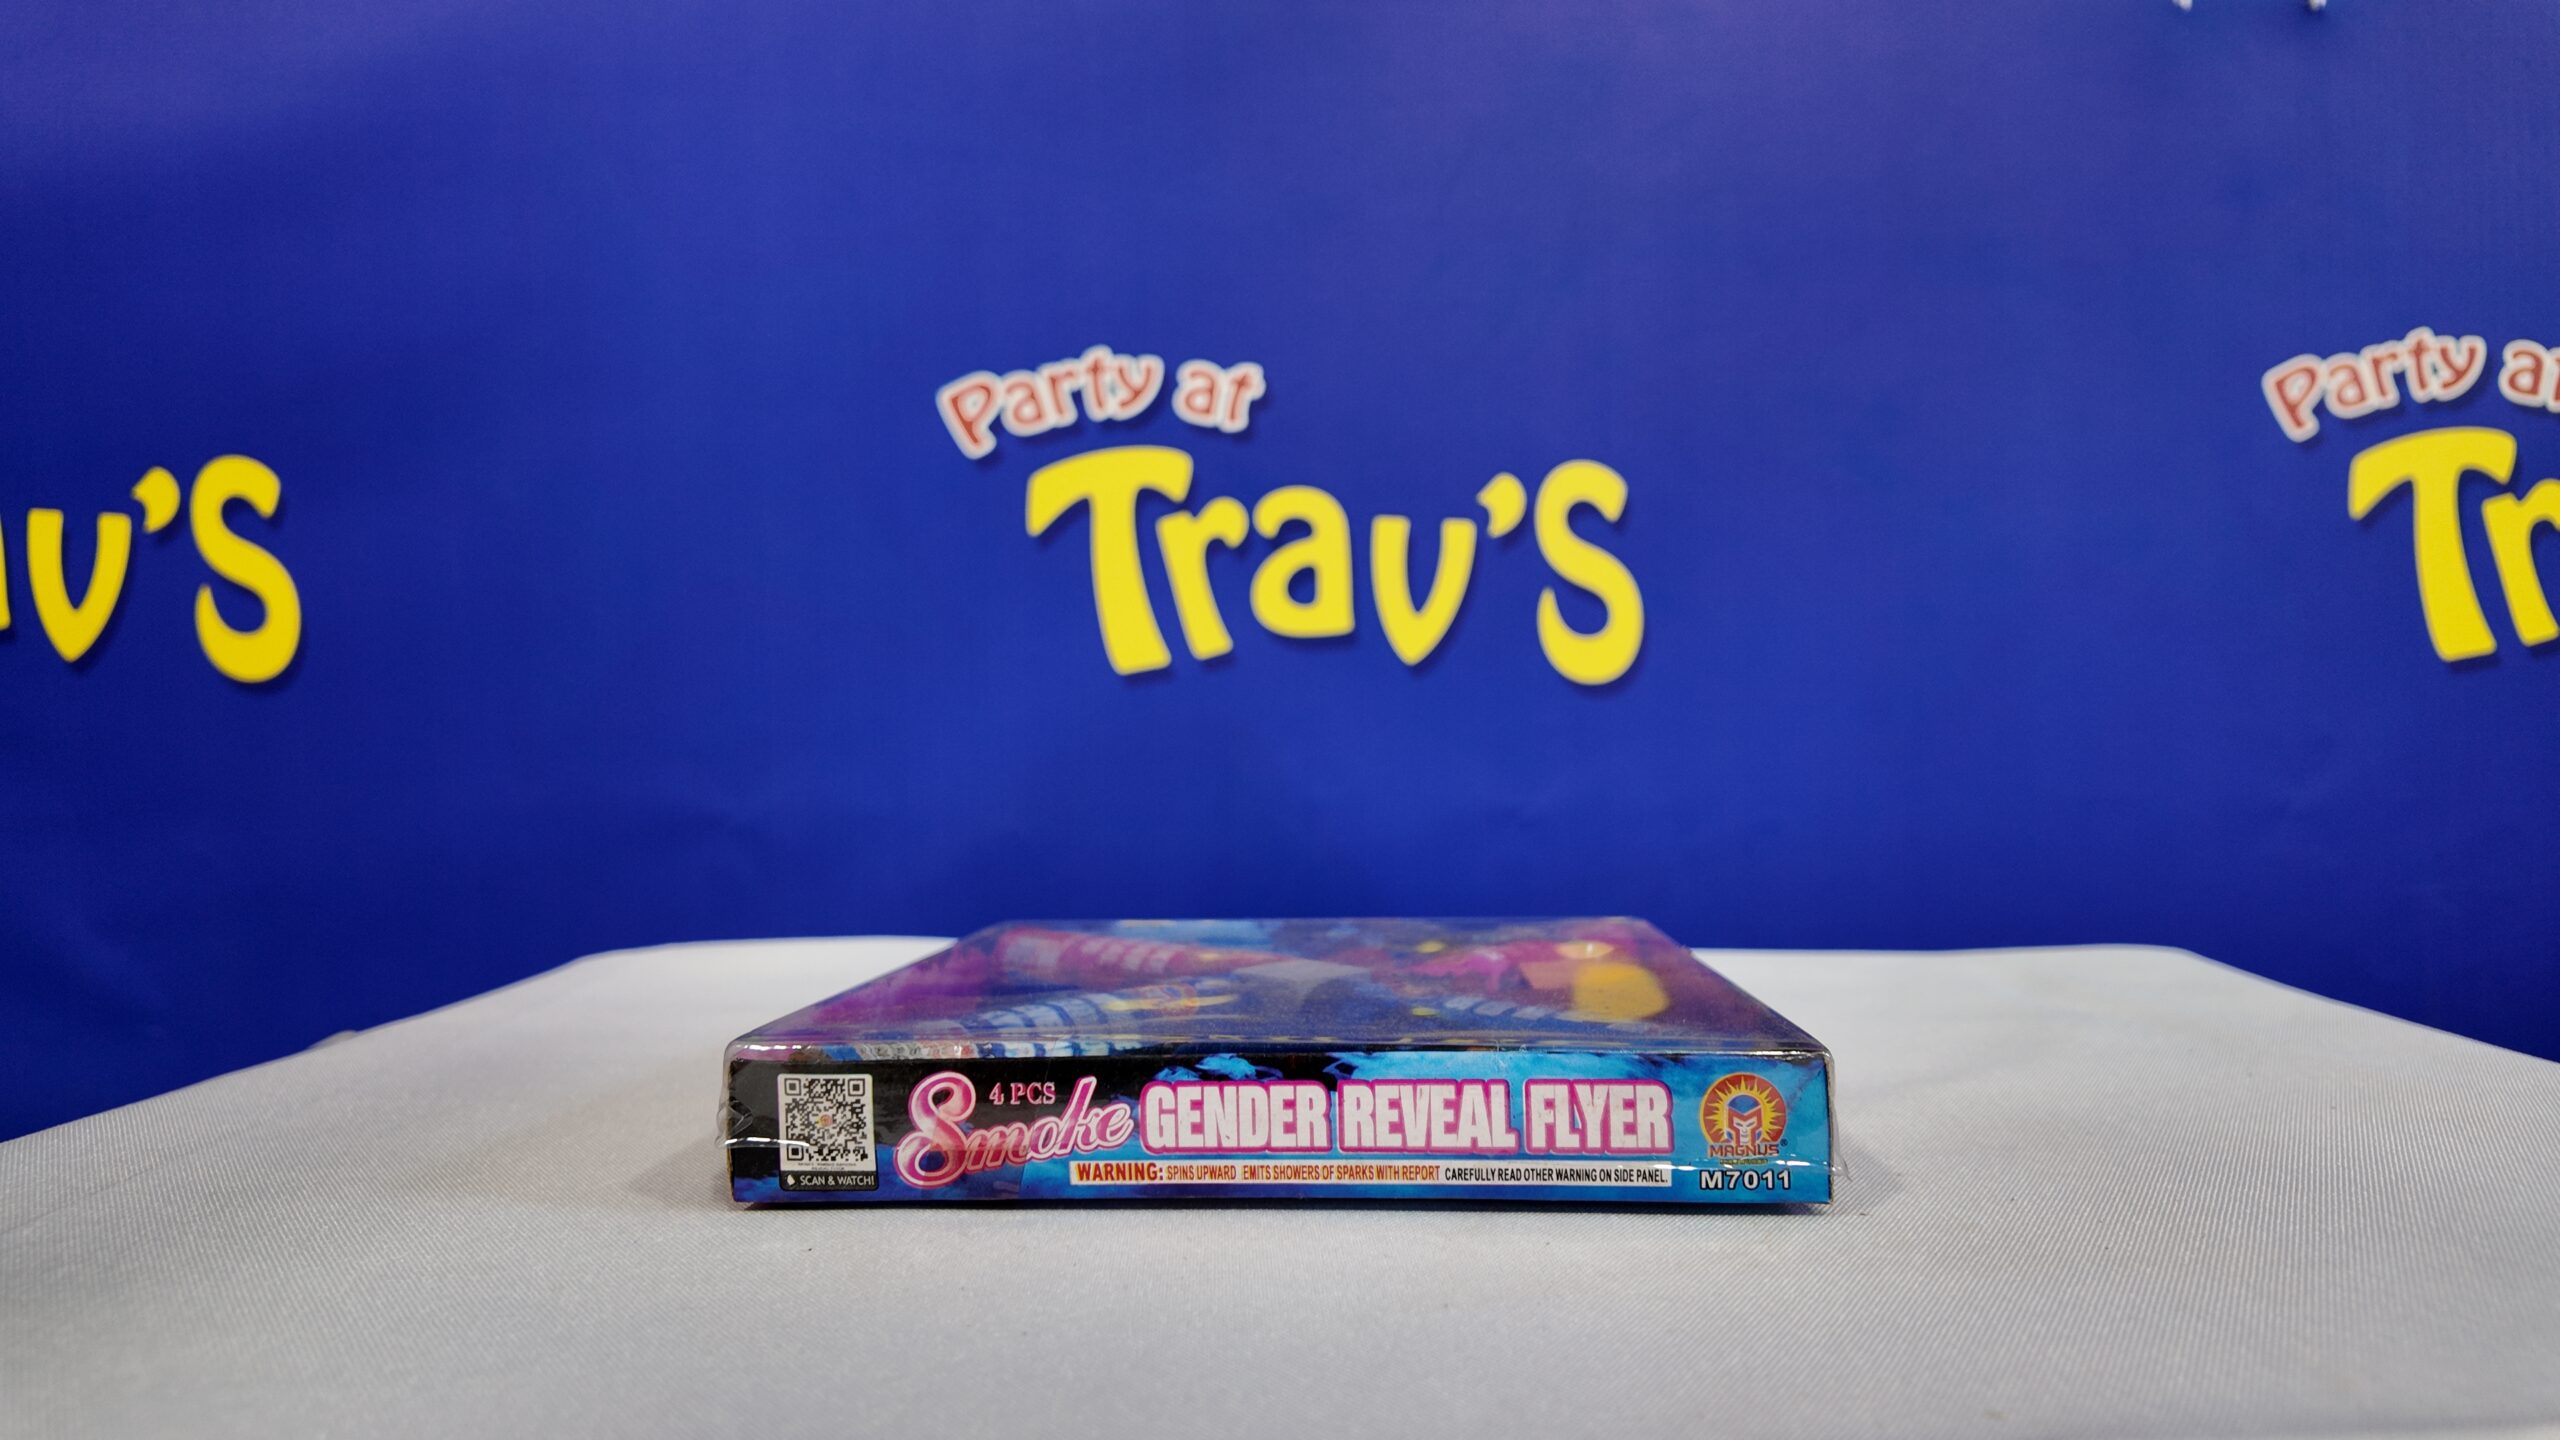 Party at
Party a
Trav's
av's
Tr
4 PCS
Smoke GENDER REVEAL FLYER
MAGNUS®
WARNING: SPINS UPWARD EMITS SHOWERS OF SPARKS WITH REPORT CAREFULLY READ OTHER WARNING ON SIDE PANEL.
SCAN & WATCH!
M7011